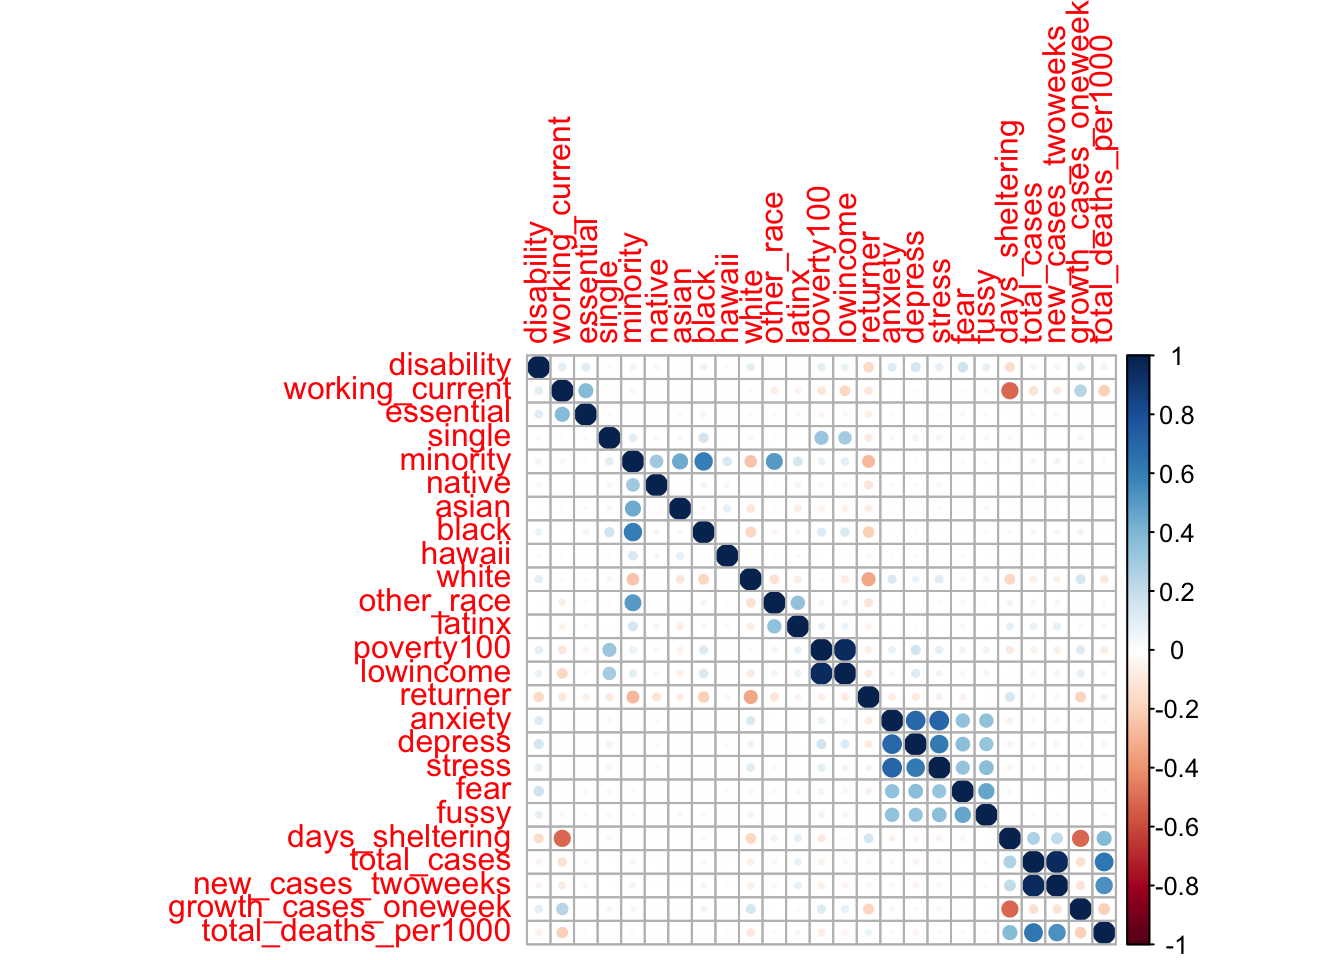 disability
working_current
essential
single
minority
native
asian
black
hawaii
white
other_race
latinx
poverty100
lowincome
returner
anxiety
depress
stress
fear
fussy
days_sheltering
total_cases
new_cases_twoweeks
growth_cases_oneweek
total_deaths_per1000
disability
working_current
essential
single
minority
native
asian
black
hawaii
white
other_race
latinx
poverty100
lowincome
returner
anxiety
depress
stress
fear
fussy
days_sheltering
total_cases
new_cases_twoweeks
growth_cases_oneweek
total_deaths_per1000
1
0.8
0.6
0.4
0.2
0
-0.2
-0.4
-0.6
-0.8
-1